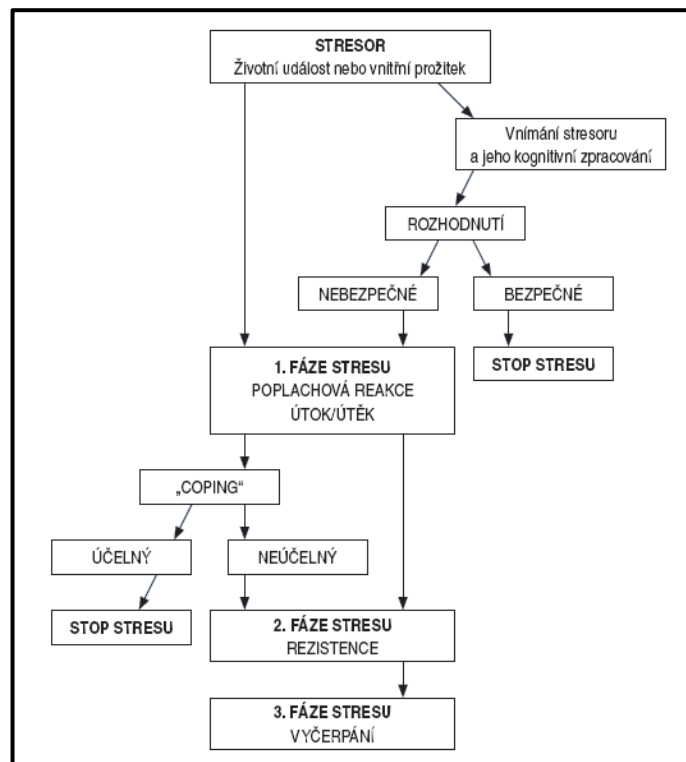 STRESOR
Životní událost nebo vnitřní prožitek
Vnímání stresoru
a jeho kognitivní zpracování
ROZHODNUTÍ
NEBEZPEČNÉ
BEZPEČNÉ
STOP STRESU
1. FÁZE STRESU
POPLACHOVÁ REAKCE
ÚTOK/ÚTĚK
„COPING“
ÚČELNÝ
NEÚČELNÝ
STOP STRESU
2. FÁZE STRESU
REZISTENCE
3. FÁZE STRESU
VYČERPÁNÍ